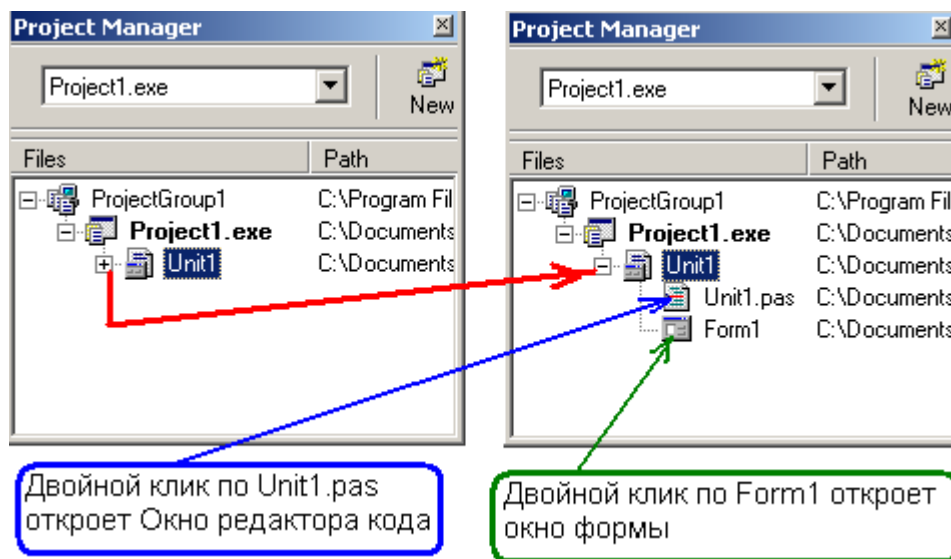 Project Manager
Project1.exe
New
Files Path
ProjectGroup1 C:\Program Fil
Project1.exe C:\Documents
Unit1 C:\Documents
Project Manager
Project1.exe
New
Files Path
ProjectGroup1 C:\Program Fil
Project1.exe C:\Documents
Unit1 C:\Documents
Unit1.pas C:\Documents
Form1 C:\Documents
Двойной клик по Unit1.pas
откроет Окно редактора кода
Двойной клик по Form1 откроет
окно формы